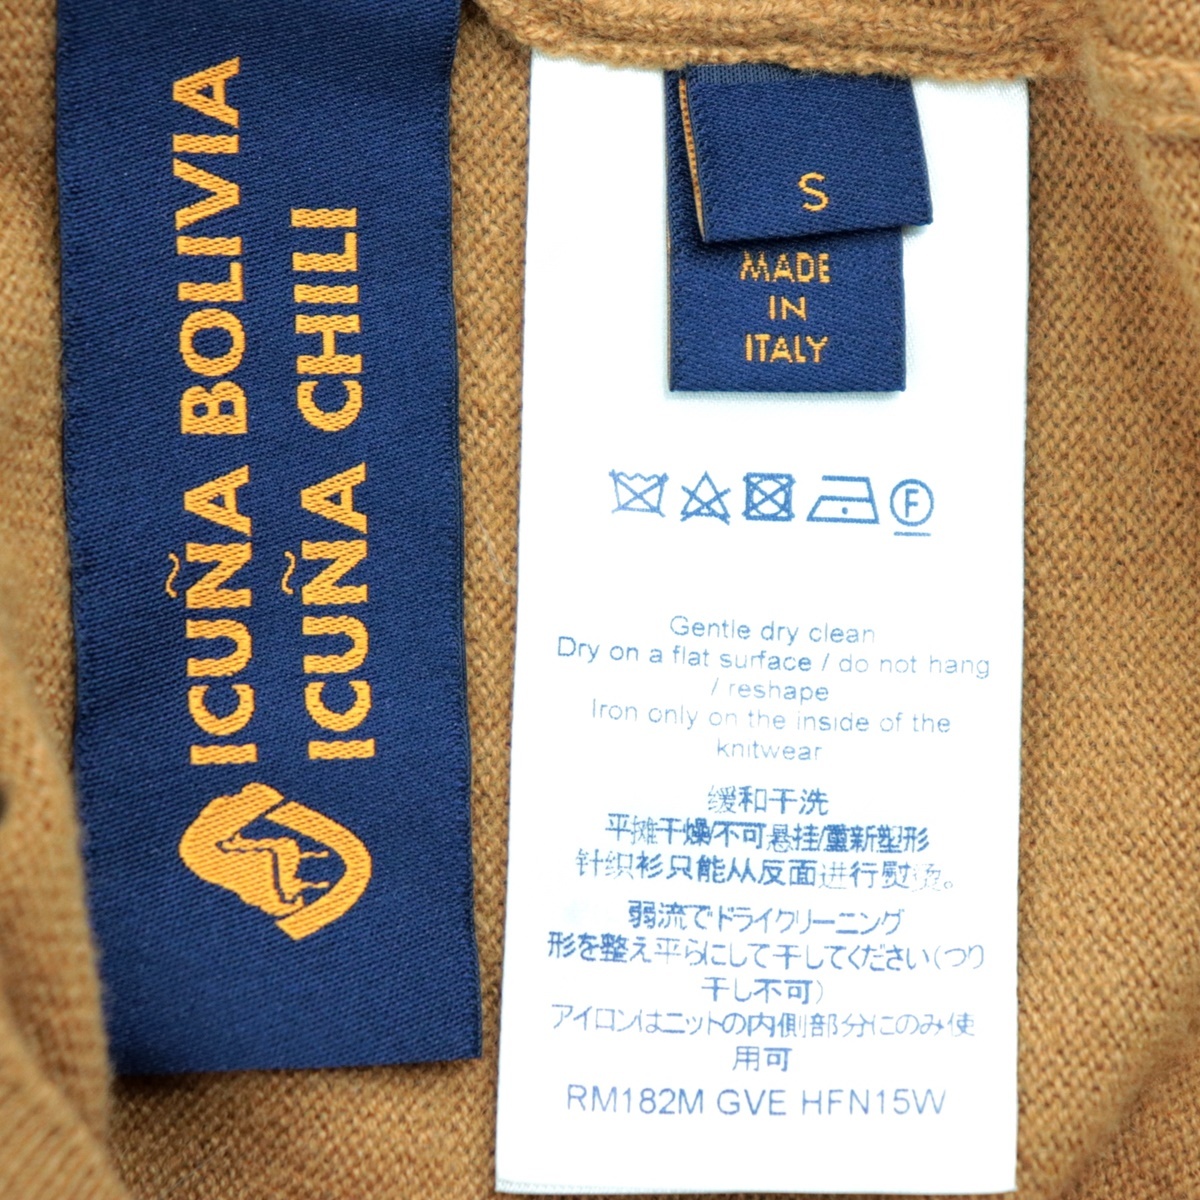 ICUÑA BOLIVIA
ICUÑA CHILI
S
MADE
IN
ITALY
F
Gentle dry clean
Dry on a flat surface / do not hang
/ reshape
Iron only on the inside of the
knitwear
缓和干洗
平摊干燥/不可悬挂/重新塑形
针织衫只能从反面进行熨烫。
弱流でドライクリーニング
形を整え平らにして干してください(つり
干し不可)
アイロンはニットの内側部分にのみ使
用可
RM182M GVE HFN15W